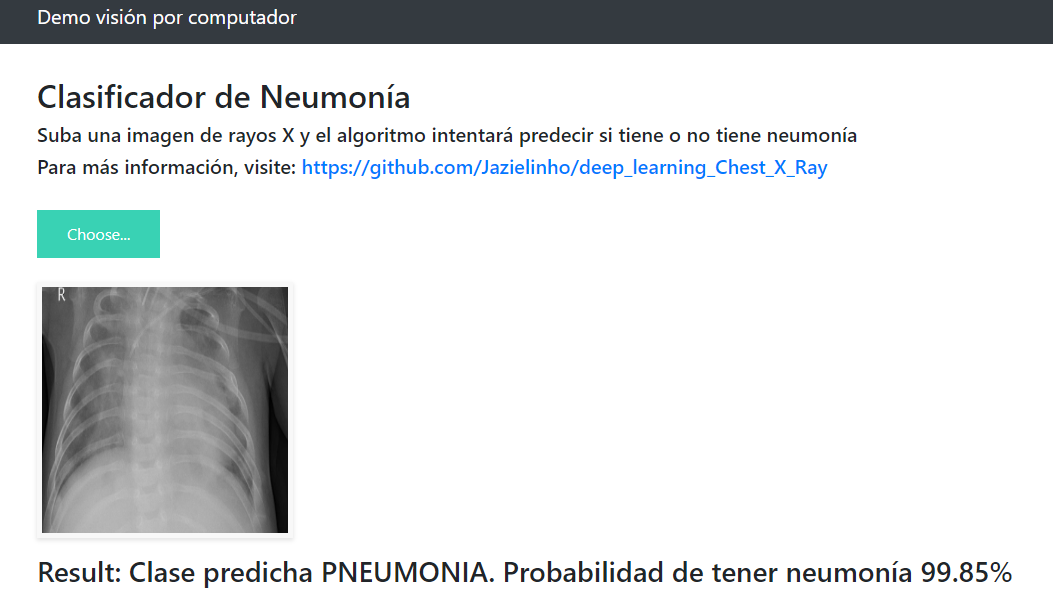 Demo visión por computador
Clasificador de Neumonía
Suba una imagen de rayos X y el algoritmo intentará predecir si tiene o no tiene neumonía
Para más información, visite: https://github.com/Jazielinho/deep_learning_Chest_X_Ray
Choose...
R
Result: Clase predicha PNEUMONIA. Probabilidad de tener neumonía 99.85%